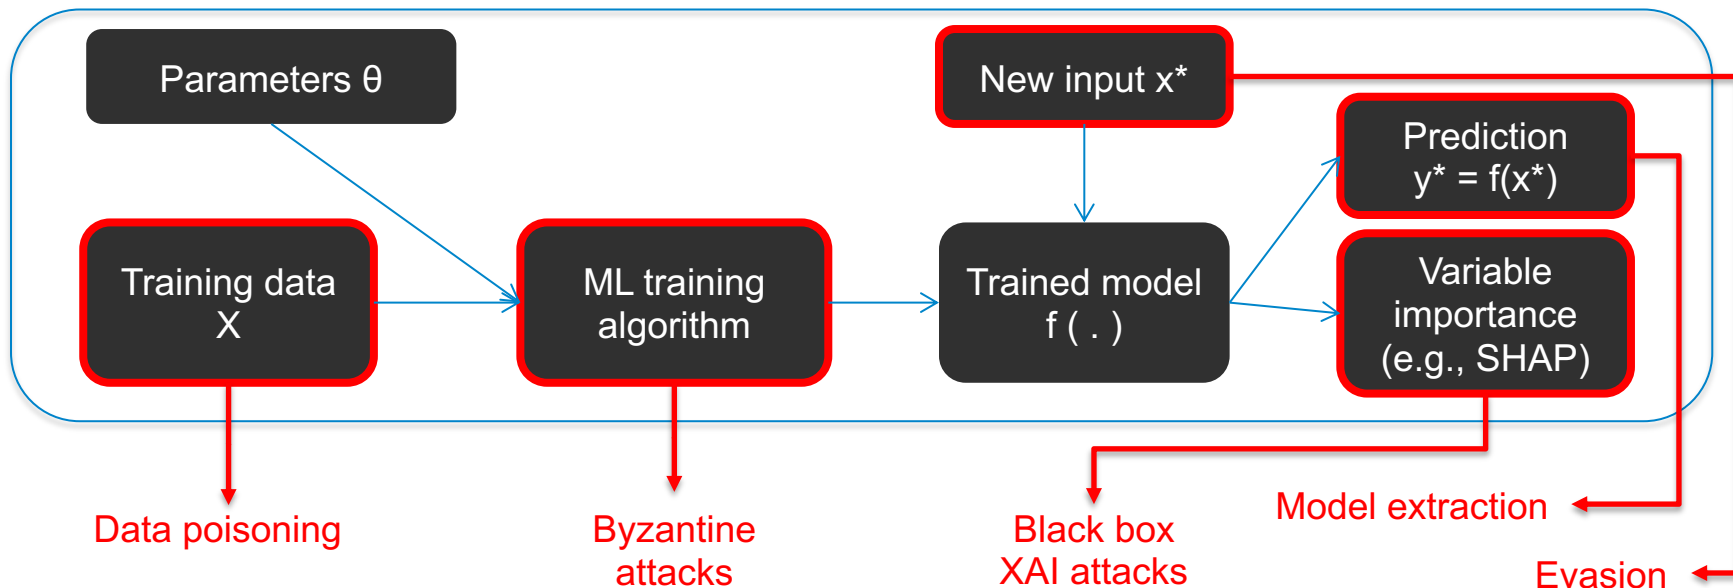 Parameters θ
New input x*
Prediction
y* = f(x*)
Training data
X
ML training
algorithm
Trained model
f ( . )
Variable
importance
(e.g., SHAP)
Data poisoning
Byzantine
attacks
Black box
XAI attacks
Model extraction
Evasion